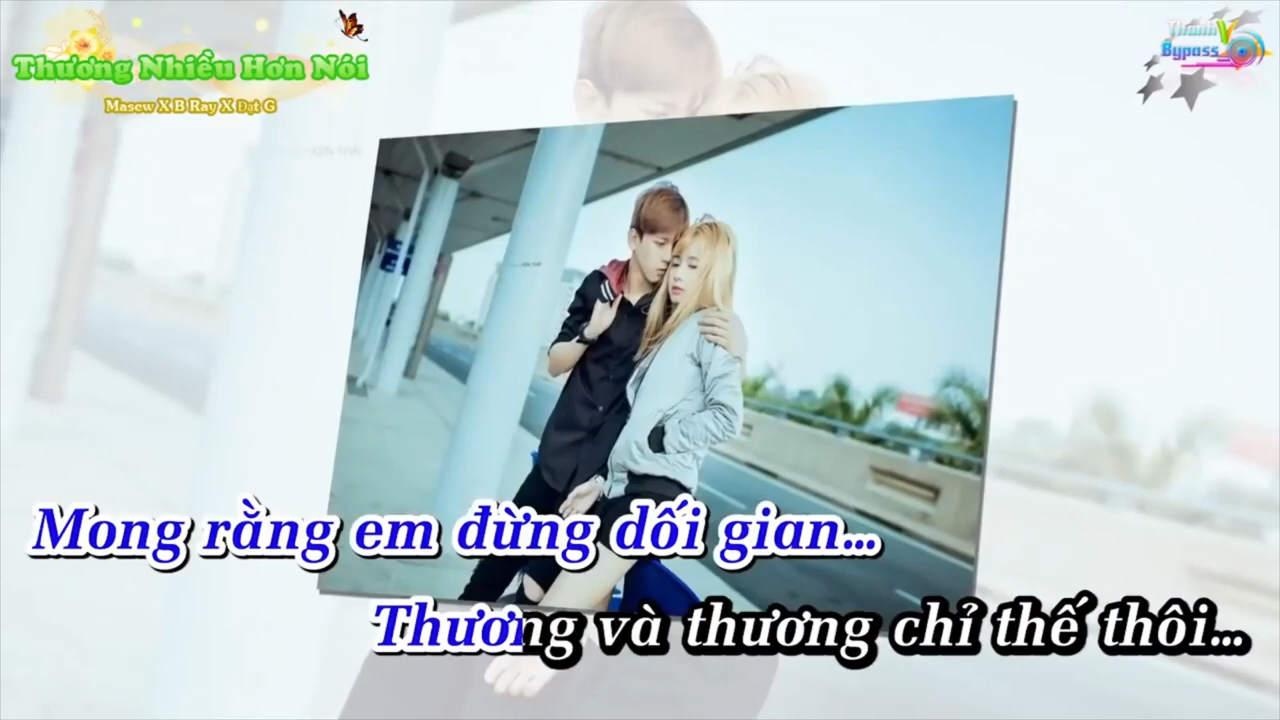 Thương Nhiều Hơn Nói
Masew X B Ray X Đạt G
Thành V
Bypass
Mong rằng em đừng dối gian...
Thương và thương chỉ thế thôi...